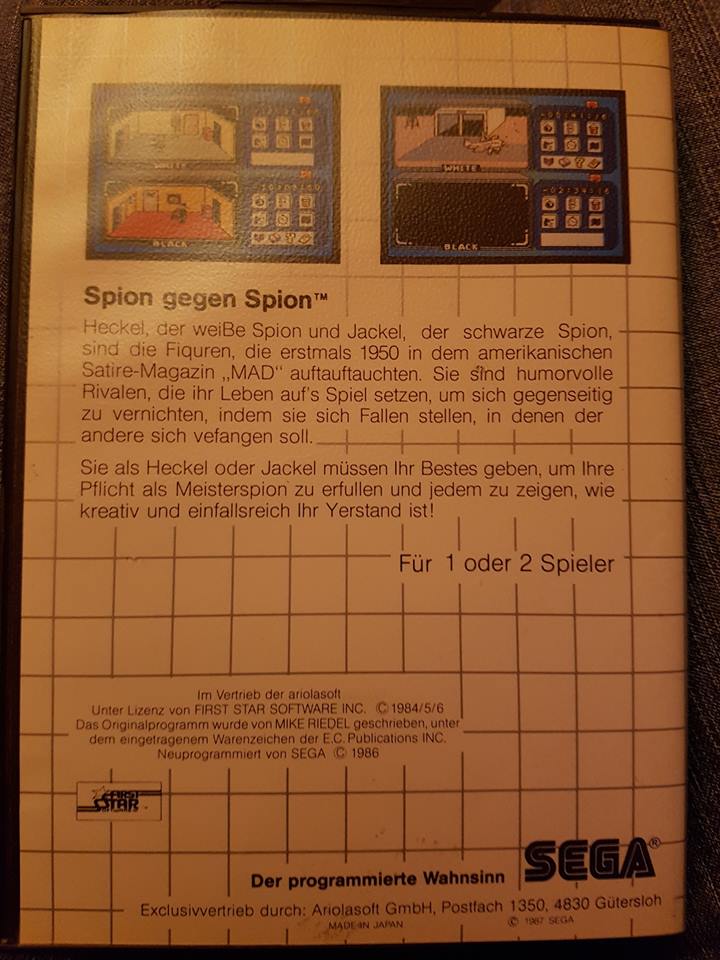 WHITE
BLACK
WHITE
BLACK
Spion gegen Spion™
Heckel, der weiBe Spion und Jackel, der schwarze Spion,
sind die Fiquren, die erstmals 1950 in dem amerikanischen
Satire-Magazin „MAD“ auftauftauchten. Sie sind humorvolle
Rivalen, die ihr Leben auf's Spiel setzen, um sich gegenseitig
zu vernichten, indem sie sich Fallen stellen, in denen der
andere sich vefangen soll.
Sie als Heckel oder Jackel müssen Ihr Bestes geben, um Ihre
Pflicht als Meisterspion zu erfullen und jedem zu zeigen, wie
kreativ und einfallsreich Ihr Yerstand ist!
Für 1 oder 2 Spieler
Im Vertrieb der ariolasoft
Unter Lizenz von FIRST STAR SOFTWARE INC. © 1984/5/6
Das Originalprogramm wurde von MIKE RIEDEL geschrieben, unter
dem eingetragenem Warenzeichen der E.C. Publications INC.
Neuprogrammiert von SEGA © 1986
FIRST
STAR
SEGA®
Der programmierte Wahnsinn
Exclusivvertrieb durch: Ariolasoft GmbH, Postfach 1350, 4830 Gütersloh
MADE IN JAPAN
© 1987 SEGA